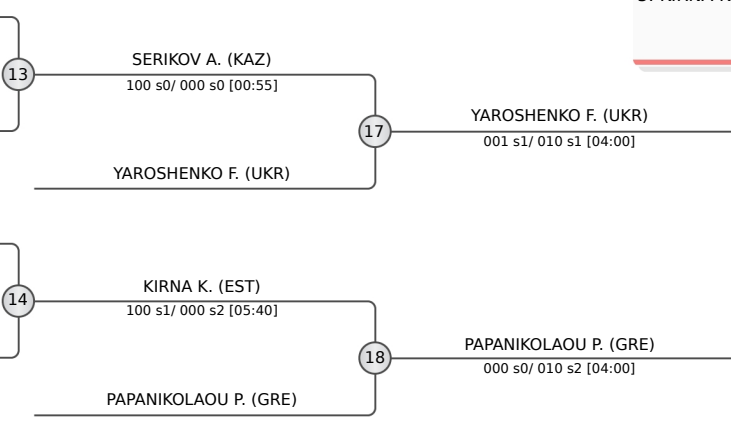 13
SERIKOV A. (KAZ)
100 s0/ 000 s0 [00:55]
17
YAROSHENKO F. (UKR)
001 s1/ 010 s1 [04:00]
YAROSHENKO F. (UKR)
14
KIRNA K. (EST)
100 s1/ 000 s2 [05:40]
18
PAPANIKOLAOU P. (GRE)
000 s0/ 010 s2 [04:00]
PAPANIKOLAOU P. (GRE)